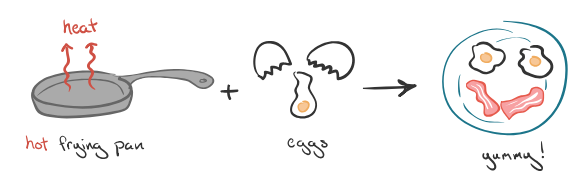 heat
+
hot frying pan
eggs
yummy!